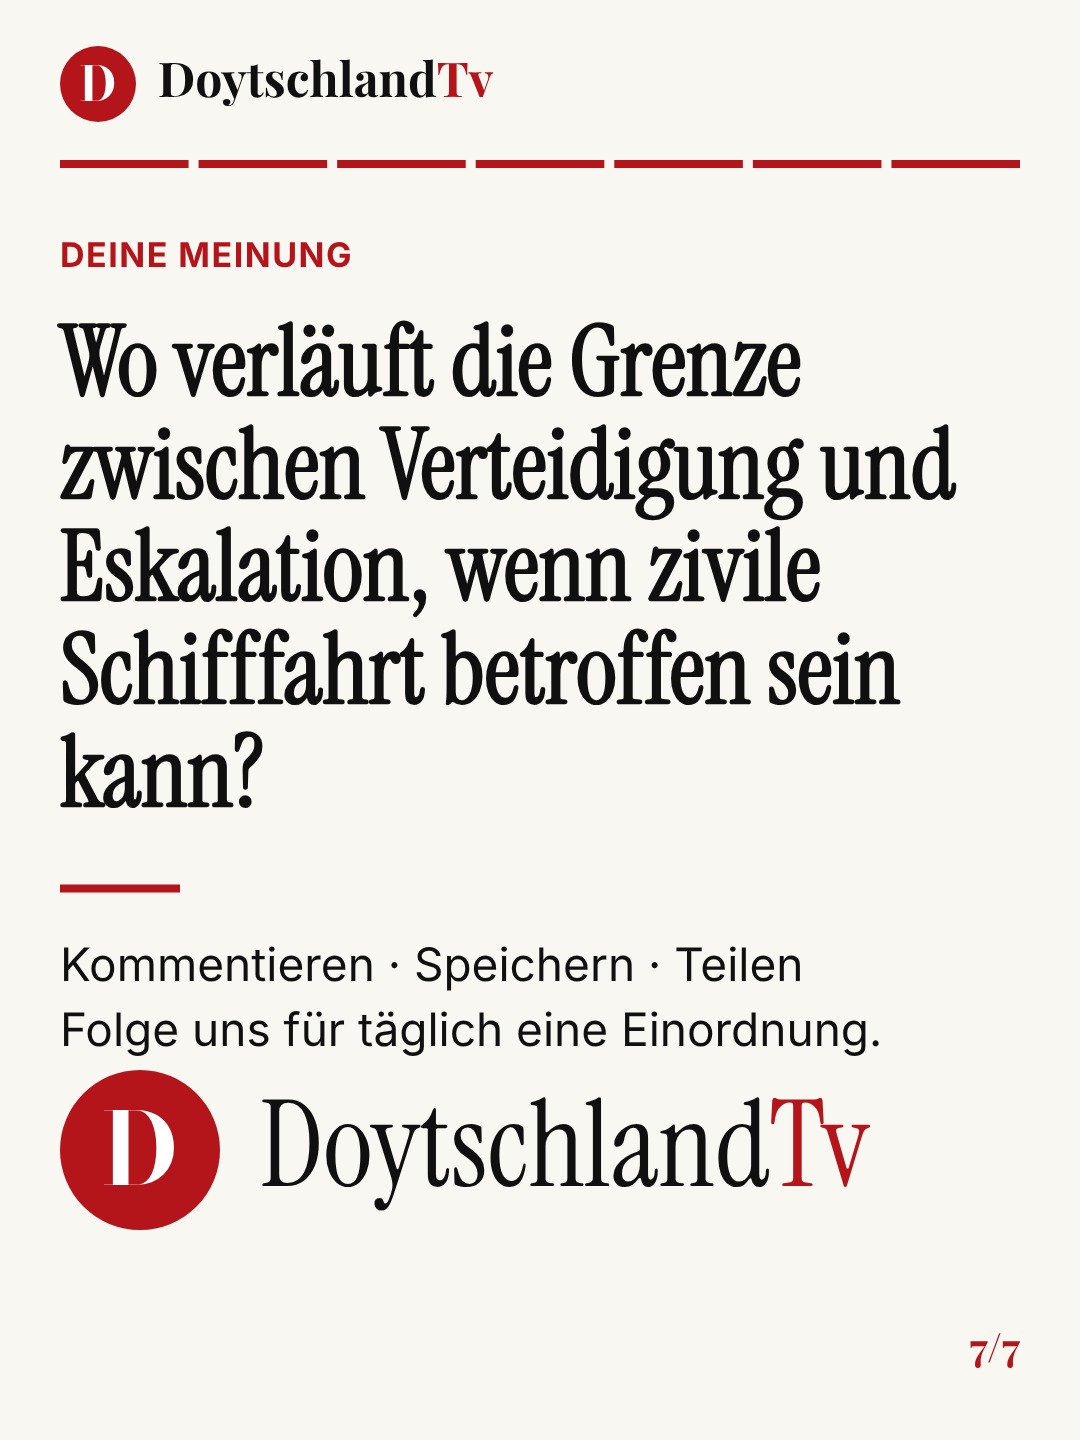 D DoytschlandTv
DEINE MEINUNG
Wo verläuft die Grenze
zwischen Verteidigung und
Eskalation, wenn zivile
Schifffahrt betroffen sein
kann?
Kommentieren · Speichern · Teilen
Folge uns für täglich eine Einordnung.
D DoytschlandTv
7/7